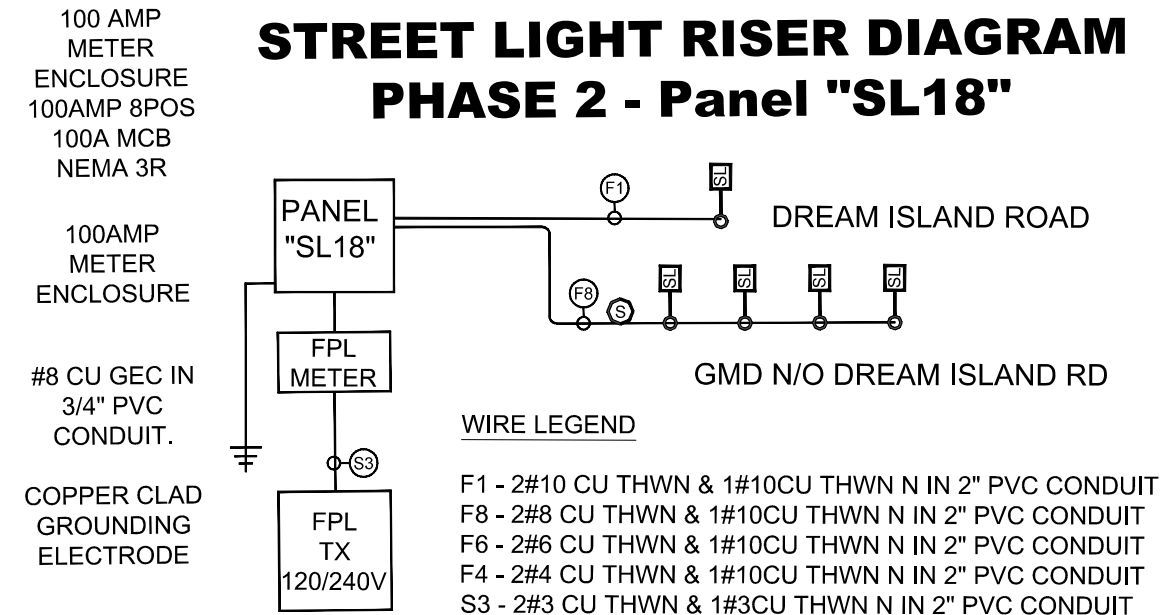 100 AMP
METER
ENCLOSURE
100AMP 8POS
100A MCB
NEMA 3R
100AMP
METER
ENCLOSURE
#8 CU GEC IN
3/4" PVC
CONDUIT.
COPPER CLAD
GROUNDING
ELECTRODE
STREET LIGHT RISER DIAGRAM
PHASE 2 - Panel "SL18"
PANEL
"SL18"
F1
SL
DREAM ISLAND ROAD
F8
S
SL
SL
SL
SL
GMD N/O DREAM ISLAND RD
FPL
METER
S3
FPL
TX
120/240V
WIRE LEGEND
F1 - 2#10 CU THWN & 1#10CU THWN N IN 2" PVC CONDUIT
F8 - 2#8 CU THWN & 1#10CU THWN N IN 2" PVC CONDUIT
F6 - 2#6 CU THWN & 1#10CU THWN N IN 2" PVC CONDUIT
F4 - 2#4 CU THWN & 1#10CU THWN N IN 2" PVC CONDUIT
S3 - 2#3 CU THWN & 1#3CU THWN N IN 2" PVC CONDUIT